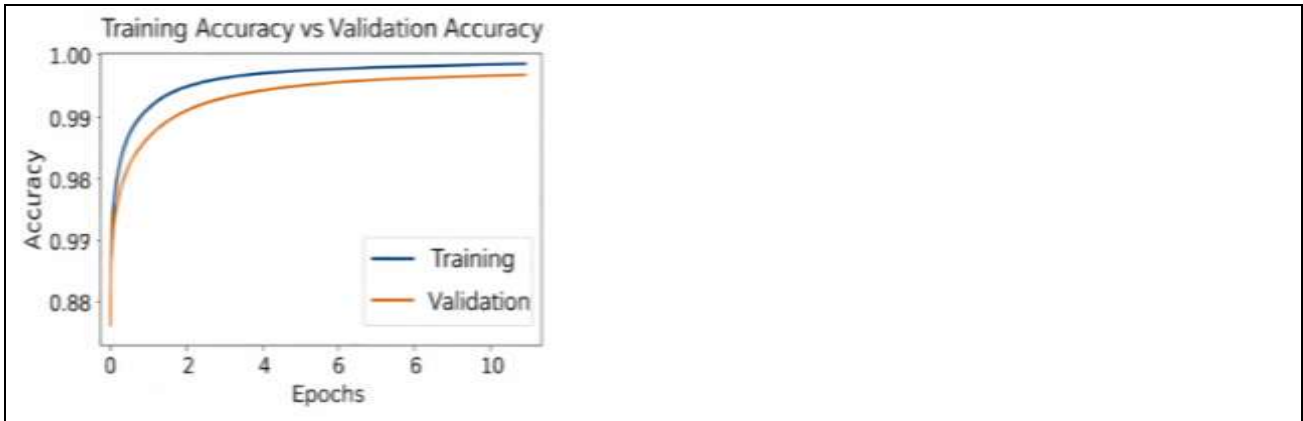 Training Accuracy vs Validation Accuracy
1.00
0.99
0.98
0.99
0.88
Accuracy
Training
Validation
0 2 4 6 6 10
Epochs